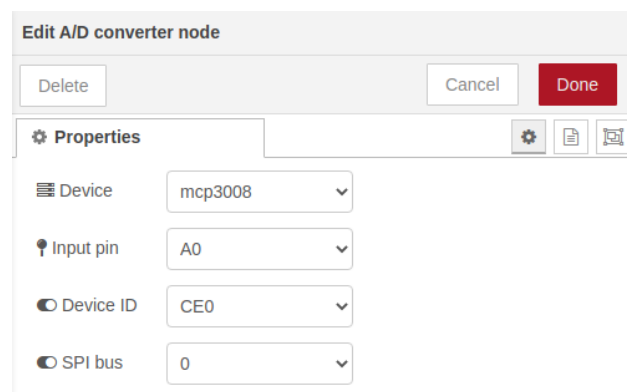 Edit A/D converter node
Delete Cancel Done
Properties
Device mcp3008
Input pin A0
Device ID CE0
SPI bus 0